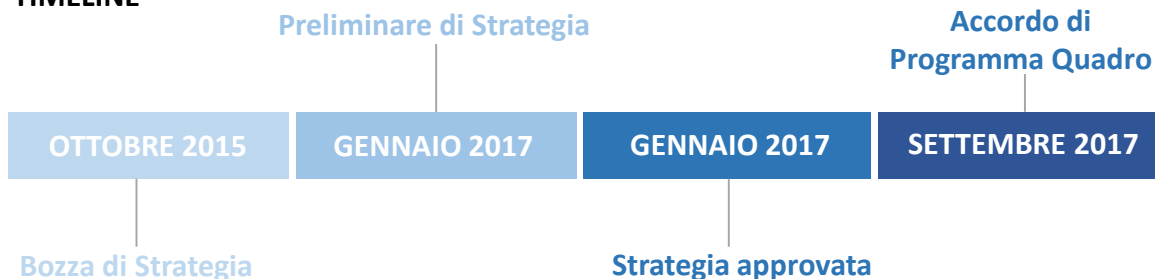 TIMELINE
Preliminare di Strategia
Accordo di
Programma Quadro
OTTOBRE 2015
GENNAIO 2017
GENNAIO 2017
SETTEMBRE 2017
Bozza di Strategia
Strategia approvata